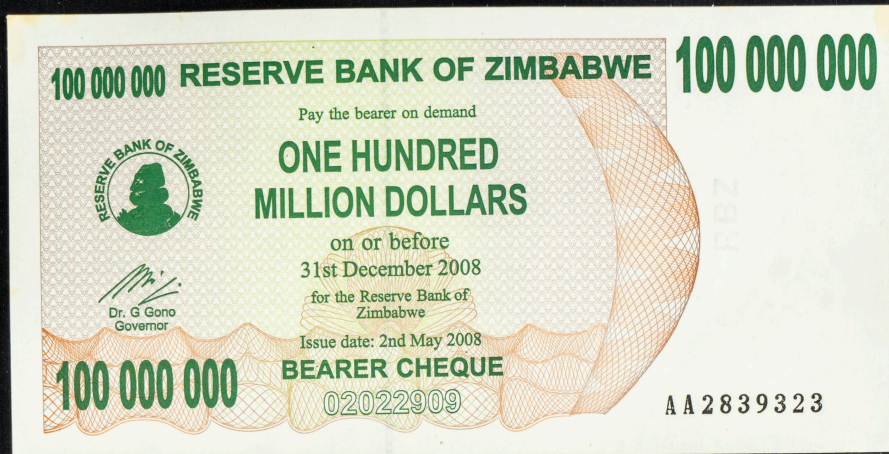 100 000 000 RESERVE BANK OF ZIMBABWE 100 000 000
Pay the bearer on demand
ONE HUNDRED
MILLION DOLLARS
RESERVE BANK OF ZIMBABWE
on or before
31st December 2008
for the Reserve Bank of
Zimbabwe
Dr. G Gono
Governor
Issue date: 2nd May 2008
BEARER CHEQUE
100 000 000
02022909
AA2839323